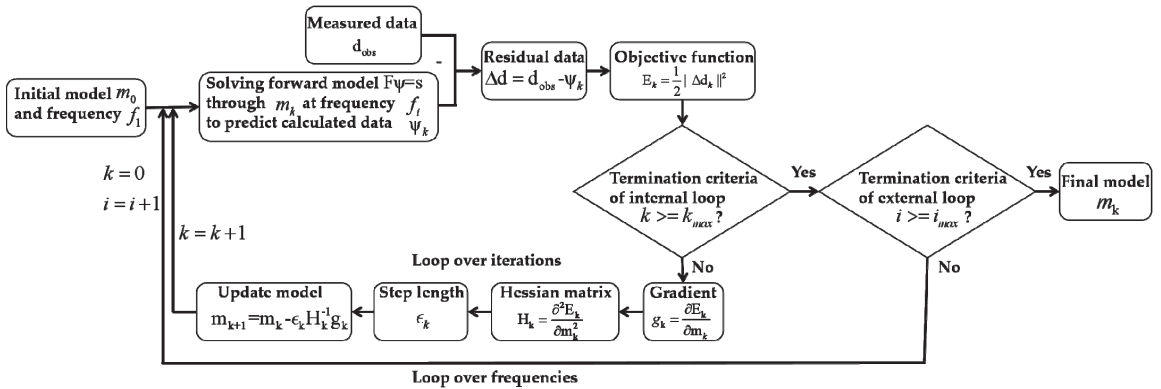 Measured data
d_obs
Initial model m_0
and frequency f_1
Solving forward model Fψ=s
through m_k at frequency f_i
to predict calculated data ψ_k
-
Residual data
Δd = d_obs-ψ_k
Objective function
E_k = 1/2 || Δd_k ||^2
Termination criteria
of internal loop
k >= k_max ?
Yes
Termination criteria
of external loop
i >= i_max ?
Yes
Final model
m_k
k = 0
i = i+1
k = k+1
Loop over iterations
No
No
Update model
m_k+1=m_k-ϵ_k H_k^-1 g_k
Step length
ϵ_k
Hessian matrix
H_k = ∂^2E_k/∂m_k^2
Gradient
g_k = ∂E_k/∂m_k
Loop over frequencies